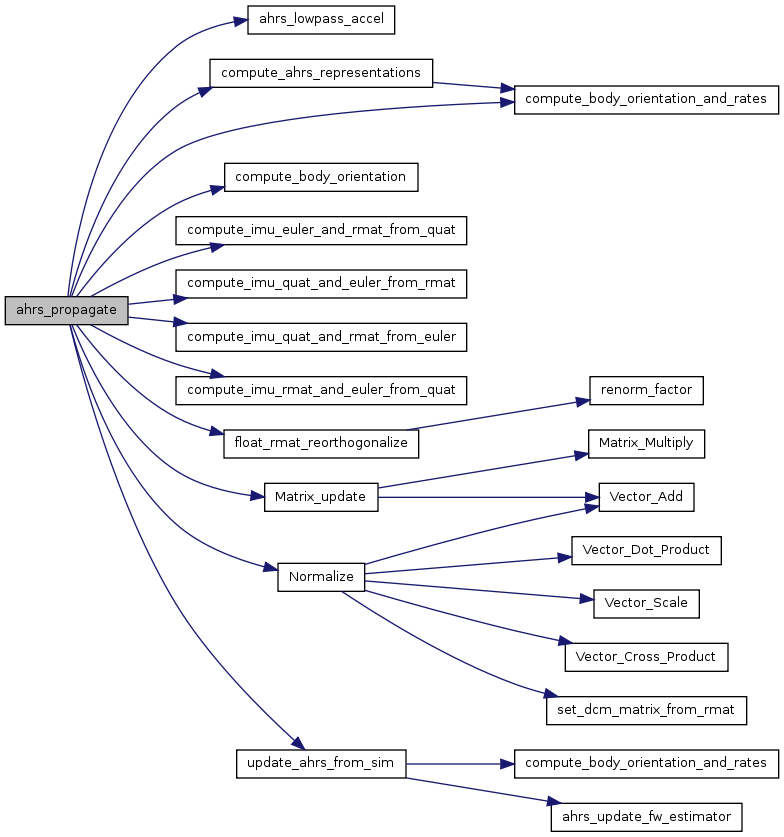 ahrs_lowpass_accel
compute_ahrs_representations
compute_body_orientation_and_rates
compute_body_orientation
compute_imu_euler_and_rmat_from_quat
compute_imu_quat_and_euler_from_rmat
ahrs_propagate
compute_imu_quat_and_rmat_from_euler
compute_imu_rmat_and_euler_from_quat
renorm_factor
float_rmat_reorthogonalize
Matrix_Multiply
Matrix_update
Vector_Add
Vector_Dot_Product
Normalize
Vector_Scale
Vector_Cross_Product
set_dcm_matrix_from_rmat
update_ahrs_from_sim
compute_body_orientation_and_rates
ahrs_update_fw_estimator